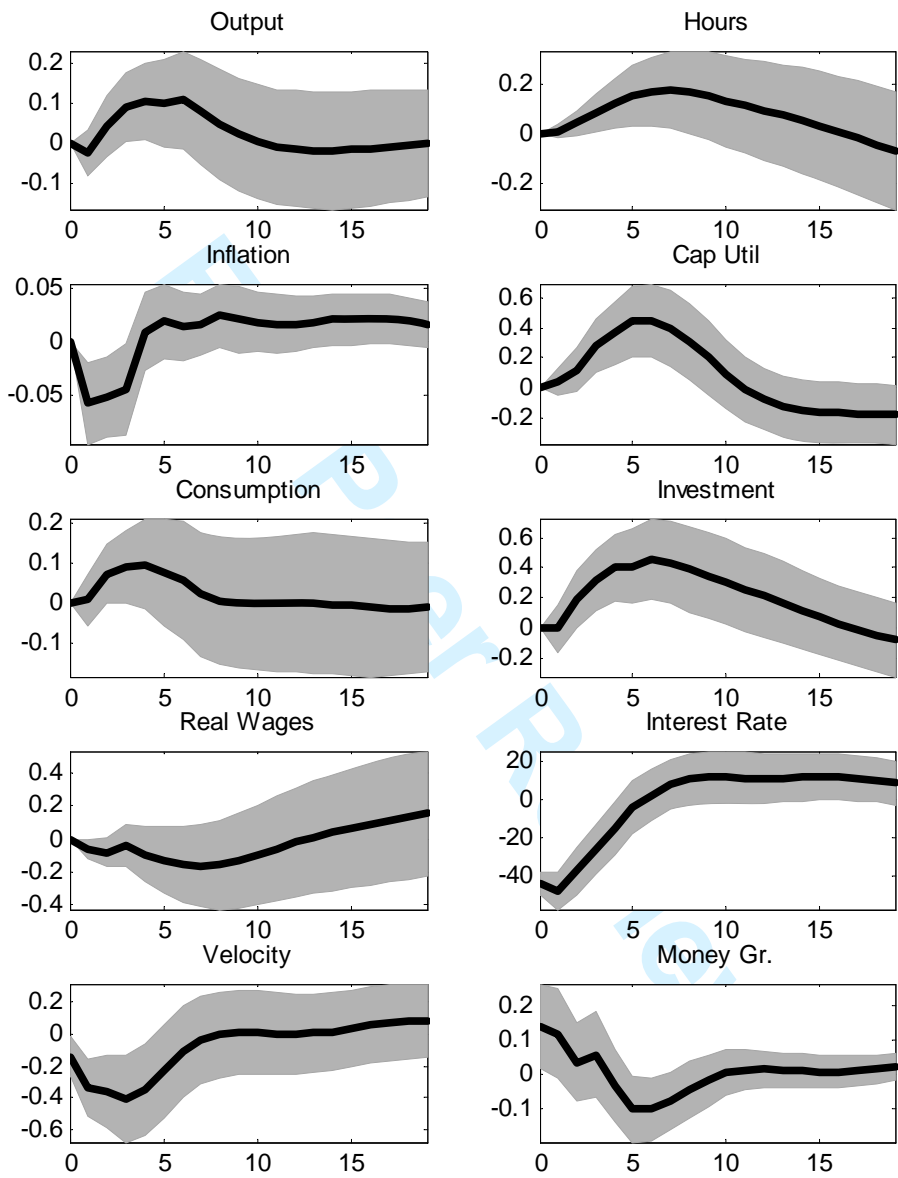 Output
Hours
0.2
0.1
0
-0.1
0 5 10 15
0.2
0
-0.2
0 5 10 15
Inflation
Cap Util
0.05
0
-0.05
0 5 10 15
0.6
0.4
0.2
0
-0.2
0 5 10 15
Consumption
Investment
0.2
0.1
0
-0.1
0 5 10 15
0.6
0.4
0.2
0
-0.2
0 5 10 15
Real Wages
Interest Rate
0.4
0.2
0
-0.2
-0.4
0 5 10 15
20
0
-20
-40
0 5 10 15
Velocity
Money Gr.
0.2
0
-0.2
-0.4
-0.6
0 5 10 15
0.2
0.1
0
-0.1
0 5 10 15